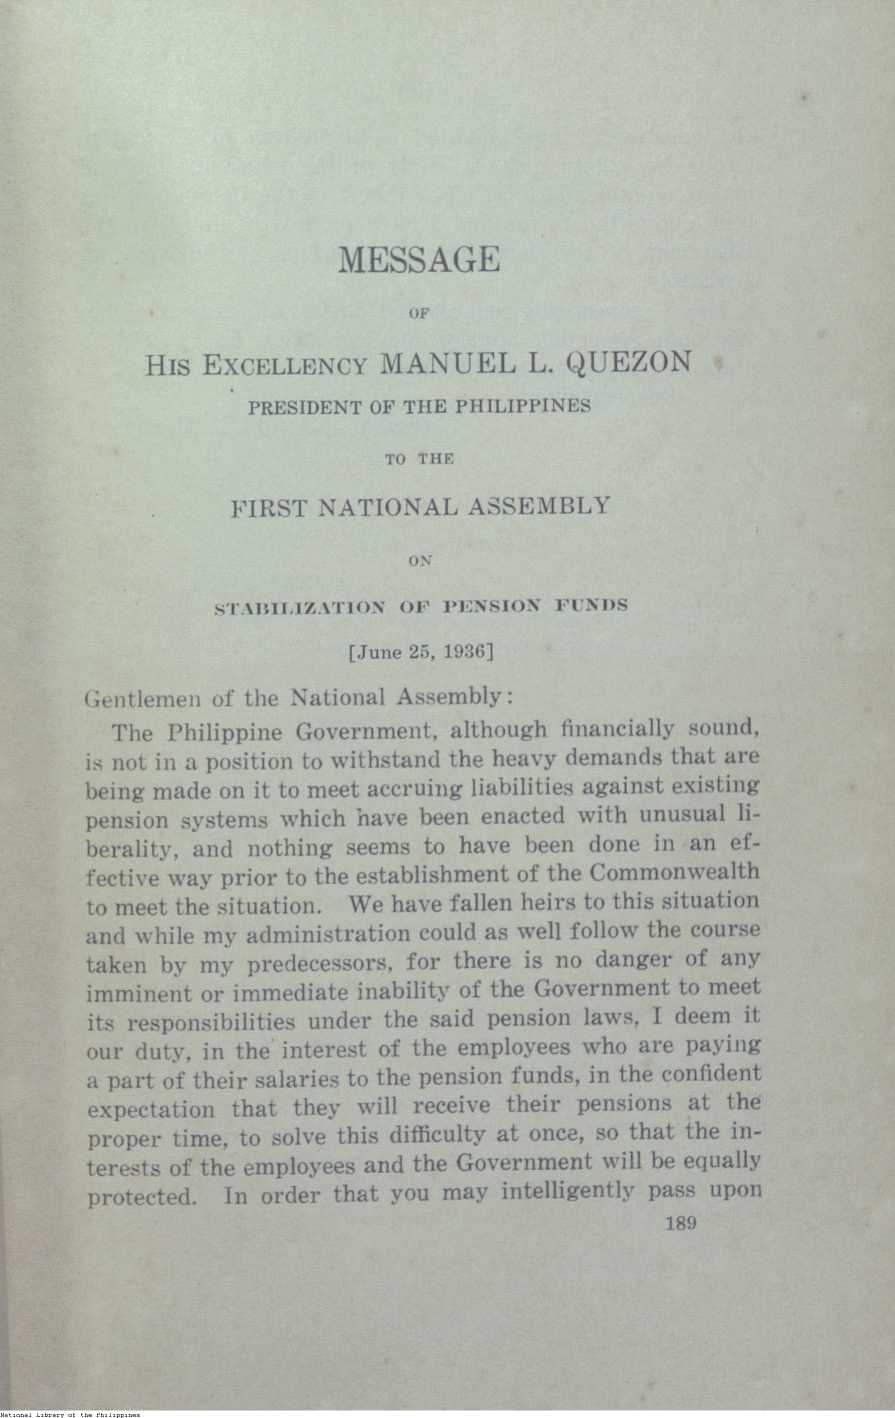 MESSAGE
OF
HIS EXCELLENCY MANUEL L. QUEZON
PRESIDENT OF THE PHILIPPINES
TO THE
FIRST NATIONAL ASSEMBLY
ON
STABILIZATION OF PENSION FUNDS
[June 25, 1936]
Gentlemen of the National Assembly:
The Philippine Government, although financially sound,
is not in a position to withstand the heavy demands that are
being made on it to meet accruing liabilities against existing
pension systems which have been enacted with unusual li-
berality, and nothing seems to have been done in an ef-
fective way prior to the establishment of the Commonwealth
to meet the situation. We have fallen heirs to this situation
and while my administration could as well follow the course
taken by my predecessors, for there is no danger of any
imminent or immediate inability of the Government to meet
its responsibilities under the said pension laws, I deem it
our duty, in the interest of the employees who are paying
a part of their salaries to the pension funds, in the confident
expectation that they will receive their pensions at the
proper time, to solve this difficulty at once, so that the in-
terests of the employees and the Government will be equally
protected. In order that you may intelligently pass upon
189
National Library of the Philippines